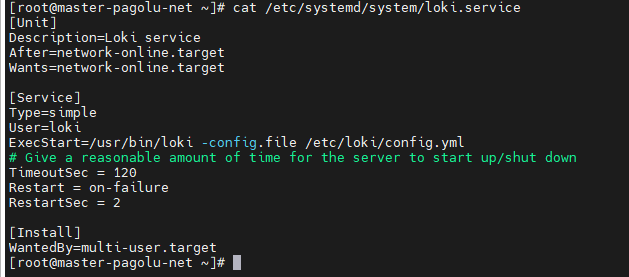 [root@master-pagolu-net ~]# cat /etc/systemd/system/loki.service
[Unit]
Description=Loki service
After=network-online.target
Wants=network-online.target

[Service]
Type=simple
User=loki
ExecStart=/usr/bin/loki -config.file /etc/loki/config.yml
# Give a reasonable amount of time for the server to start up/shut down
TimeoutSec = 120
Restart = on-failure
RestartSec = 2

[Install]
WantedBy=multi-user.target
[root@master-pagolu-net ~]#